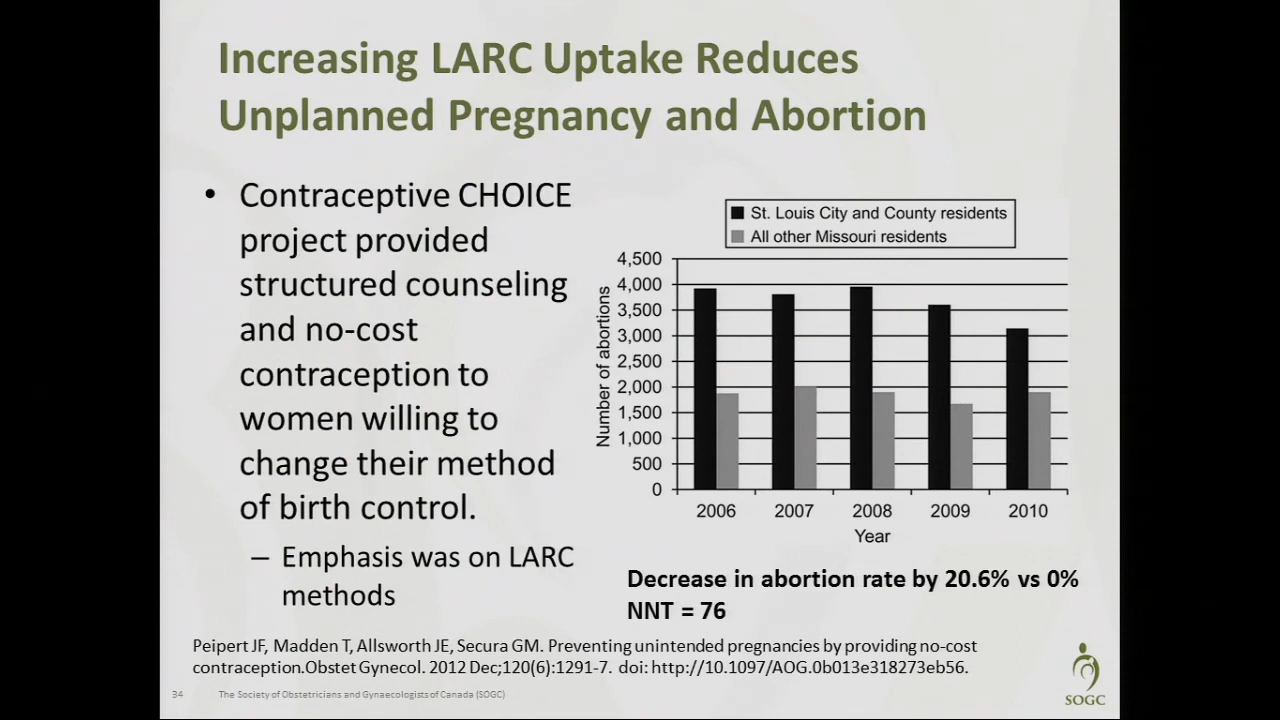 Increasing LARC Uptake Reduces
Unplanned Pregnancy and Abortion
• Contraceptive CHOICE
project provided
structured counseling
and no-cost
contraception to
women willing to
change their method
of birth control.
– Emphasis was on LARC
methods
St. Louis City and County residents
All other Missouri residents
Number of abortions
4,500
4,000
3,500
3,000
2,500
2,000
1,500
1,000
500
0
2006 2007 2008 2009 2010
Year
Decrease in abortion rate by 20.6% vs 0%
NNT = 76
Peipert JF, Madden T, Allsworth JE, Secura GM. Preventing unintended pregnancies by providing no-cost
contraception.Obstet Gynecol. 2012 Dec;120(6):1291-7. doi: http://10.1097/AOG.0b013e318273eb56.
34 The Society of Obstetricians and Gynaecologists of Canada (SOGC)
SOGC